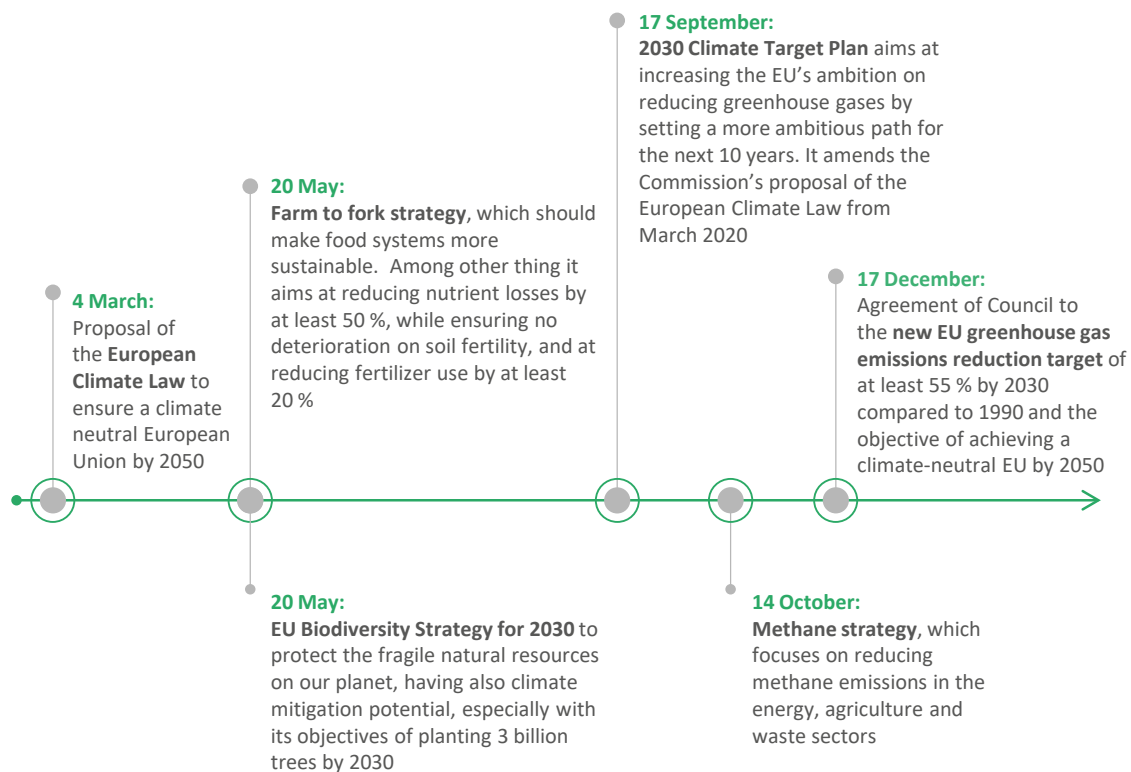 4 March:
Proposal of
the European
Climate Law to
ensure a climate
neutral European
Union by 2050
20 May:
Farm to fork strategy, which should
make food systems more
sustainable.  Among other thing it
aims at reducing nutrient losses by
at least 50 %, while ensuring no
deterioration on soil fertility, and at
reducing fertilizer use by at least
20 %
20 May:
EU Biodiversity Strategy for 2030 to
protect the fragile natural resources
on our planet, having also climate
mitigation potential, especially with
its objectives of planting 3 billion
trees by 2030
17 September:
2030 Climate Target Plan aims at
increasing the EU’s ambition on
reducing greenhouse gases by
setting a more ambitious path for
the next 10 years. It amends the
Commission’s proposal of the
European Climate Law from
March 2020
14 October:
Methane strategy, which
focuses on reducing
methane emissions in the
energy, agriculture and
waste sectors
17 December:
Agreement of Council to
the new EU greenhouse gas
emissions reduction target of
at least 55 % by 2030
compared to 1990 and the
objective of achieving a
climate-neutral EU by 2050